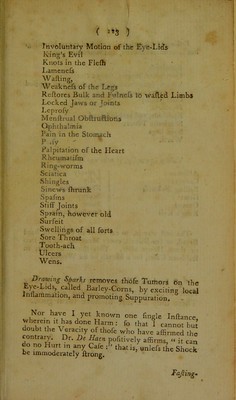 ( 113 )
Involuntary Motion of the Eye-Lids
King's Evil
Knots in the Flesh
Lameness
Wasting,
Weakness of the Legs
Restores Bulk and Fulness to wasted Limbs
Locked Jaws or Joints
Leprosy
Menstrual Obstructions
Ophthalmia
Pain in the Stomach
Palsy
Palpitation of the Heart
Rheumatism
Ring-worms
Sciatica
Shingles
Sinews shrunk
Spasms
Stiff Joints
Sprain, however old
Surfeit
Swellings of all sorts
Sore Throat
Tooth-ach
Ulcers
Wens.
Drawing Sparks removes those Tumors on the
Eye-Lids, called Barley-Corns, by exciting local
Inflammation, and promoting Suppuration.
Nor have I yet known one single Instance,
wherein it has done Harm: so that I cannot but
doubt the Veracity of those who have affirmed the
contrary. Dr. De Hars positively affirms, "it can
do no Hurt in any Case:" that is, unless the Shock
be immoderately strong.
Fasting-